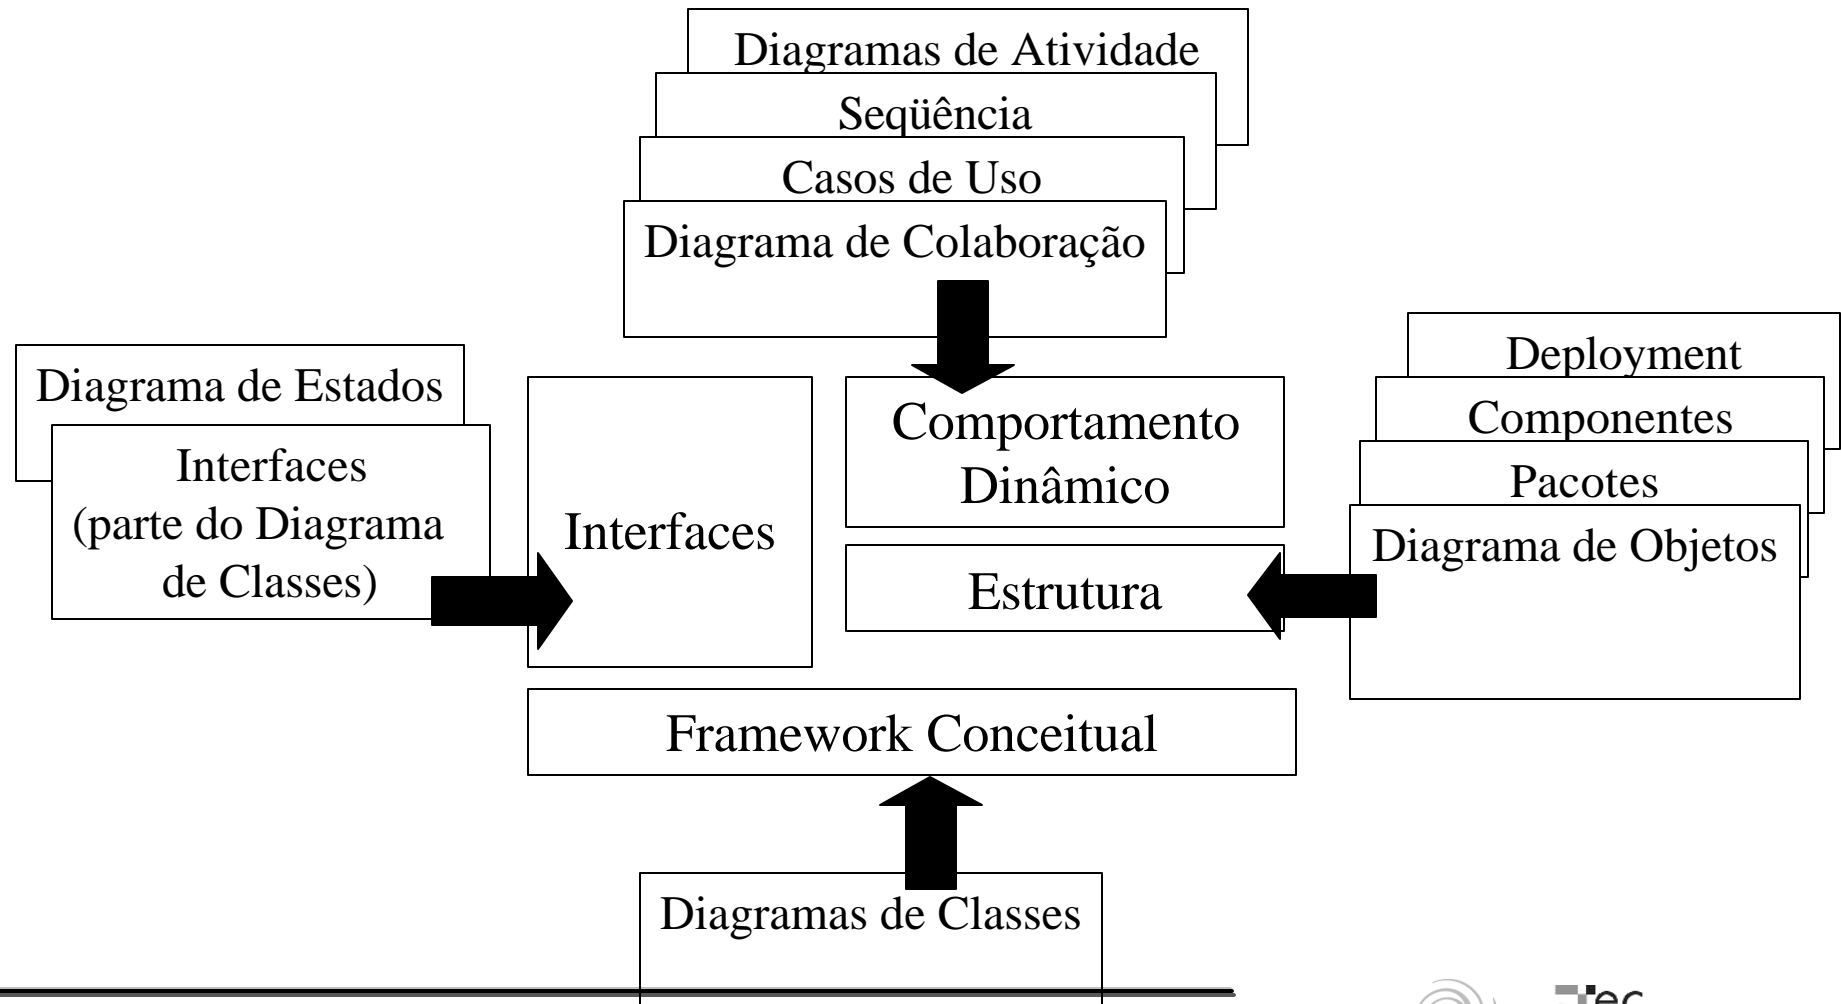 Diagramas de Atividade
Seqüência
Casos de Uso
Diagrama de Colaboração
Diagrama de Estados
Interfaces
(parte do Diagrama
de Classes)
Interfaces
Comportamento
Dinâmico
Estrutura
Deployment
Componentes
Pacotes
Diagrama de Objetos
Framework Conceitual
Diagramas de Classes